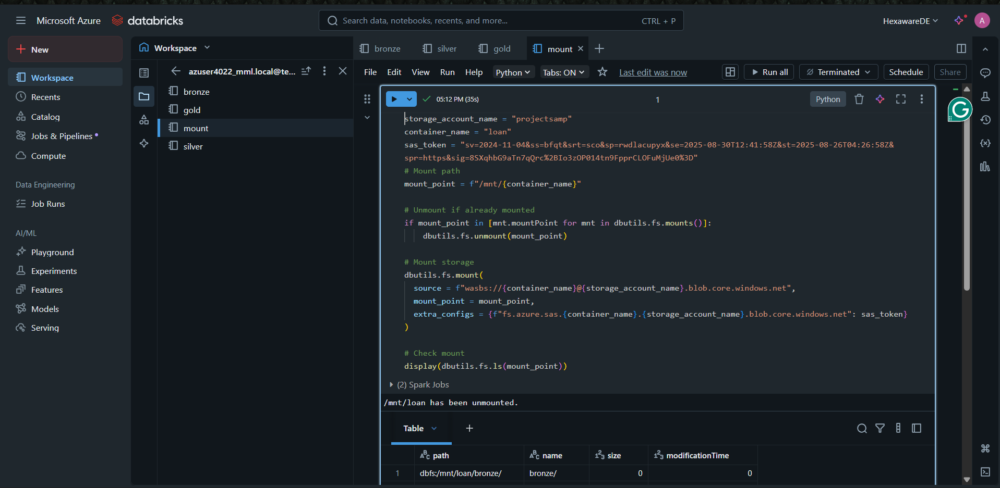 Microsoft Azure
databricks
Search data, notebooks, recents, and more...
CTRL + P
HexawareDE
A
New
Workspace
Recents
Catalog
Jobs & Pipelines
Compute
Data Engineering
Job Runs
AI/ML
Playground
Experiments
Features
Models
Serving
Workspace
azuser4022_mml.local@te...
bronze
gold
mount
silver
bronze
silver
gold
mount
File
Edit
View
Run
Help
Python
Tabs: ON
Last edit was now
Run all
Terminated
Schedule
Share
05:12 PM (35s)
1
Python
storage_account_name = "projectsamp"
container_name = "loan"
sas_token = "sv=2024-11-04&ss=bfqt&srt=sco&sp=rwdlacupyx&se=2025-08-30T12:41:58Z&st=2025-08-26T04:26:58Z&
spr=https&sig=8SXqhbG9aTn7qQrc%2BIo3zOP014tn9FpprCLOFuMjUe0%3D"
# Mount path
mount_point = f"/mnt/{container_name}"
# Unmount if already mounted
if mount_point in [mnt.mountPoint for mnt in dbutils.fs.mounts()]:
dbutils.fs.unmount(mount_point)
# Mount storage
dbutils.fs.mount(
source = f"wasbs://{container_name}@{storage_account_name}.blob.core.windows.net",
mount_point = mount_point,
extra_configs = {f"fs.azure.sas.{container_name}.{storage_account_name}.blob.core.windows.net": sas_token}
)
# Check mount
display(dbutils.fs.ls(mount_point))
(2) Spark Jobs
/mnt/loan has been unmounted.
Table
path
name
size
modificationTime
1
dbfs:/mnt/loan/bronze/
bronze/
0
0